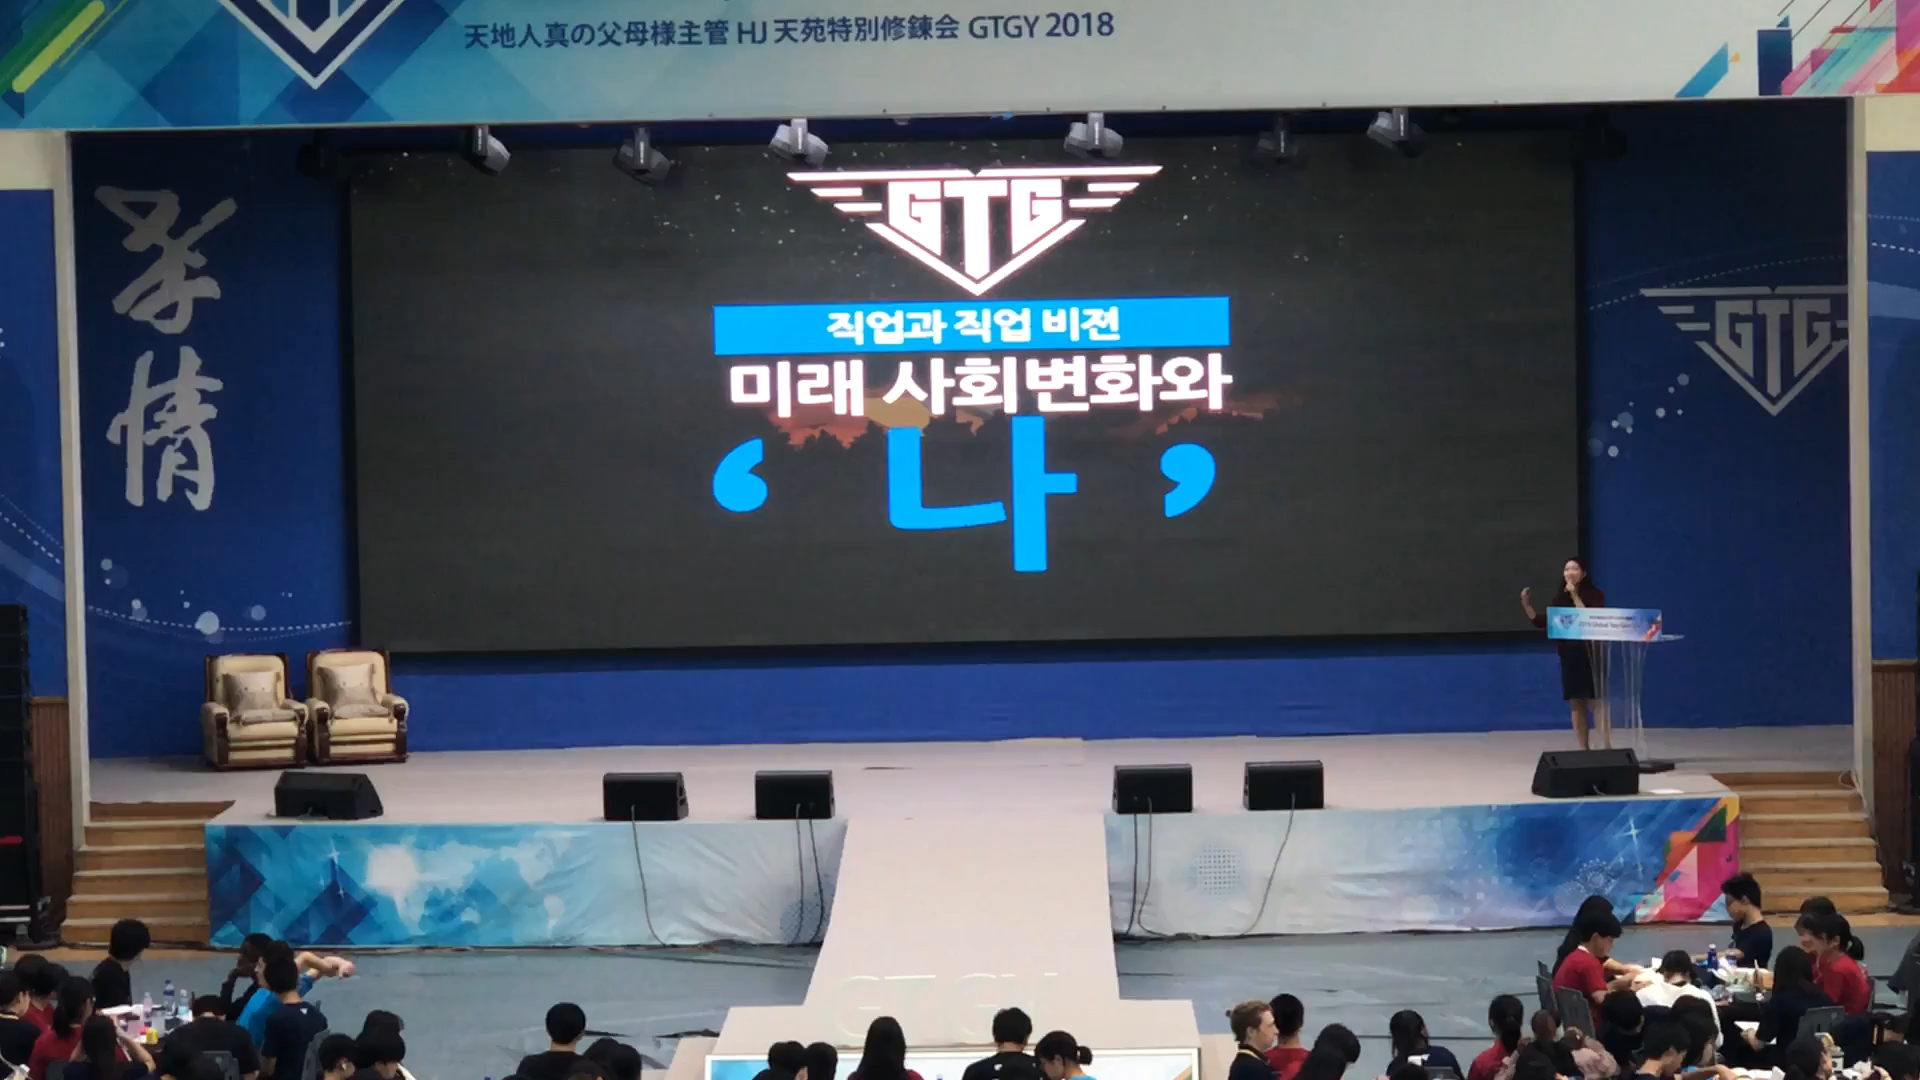 天地人真の父母様主管 HJ 天苑特別修錬会 GTGY 2018
GTG
직업과 직업 비젼
미래 사회변화와
‘ 나 ’
孝情
GTG